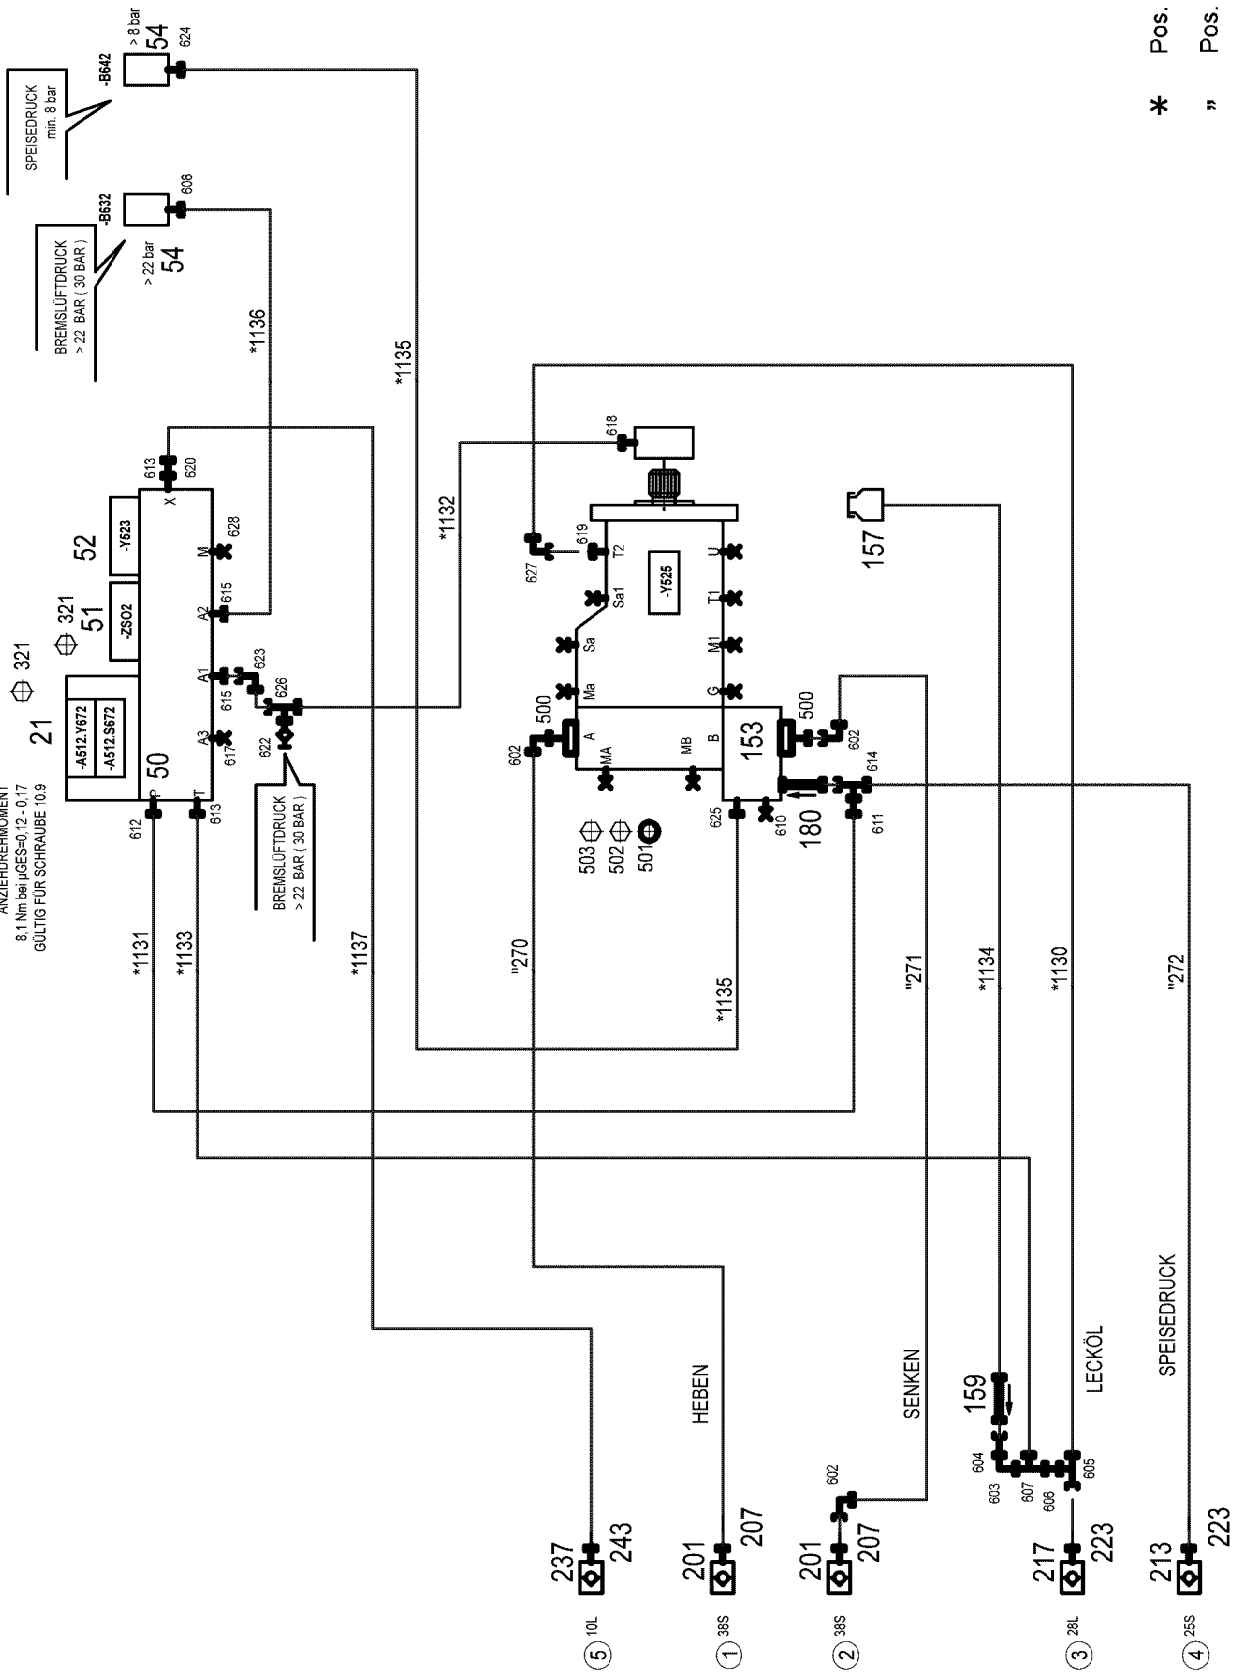 SPEISEDRUCK
min. 8 bar
-B642
> 8 bar
54
624
BREMSLÜFTDRUCK
> 22 BAR ( 30 BAR )
-B632
> 22 bar
54
608
*1136
*1135
321
321
21
51
52
-A512.Y672
-A512.S672
-ZSO2
-Y523
50
P
T
A3
A1
A2
M
X
612
613
617
615
623
615
628
613
620
626
622
BREMSLÜFTDRUCK
> 22 BAR ( 30 BAR )
ANZIEHDREHMOMENT
8,1 Nm bei µGES=0,12 - 0,17
GÜLTIG FÜR SCHRAUBE 10.9
*1131
*1133
*1137
*1132
618
627
619
T2
Sa1
Sa
Ma
-Y525
U
T1
M1
G
602
500
A
MA
MB
B
153
500
602
503
502
501
625
610
180
614
611
157
"270
*1135
"271
*1134
*1130
"272
HEBEN
SENKEN
LECKÖL
SPEISEDRUCK
159
604
603
607
606
605
602
237
243
5 10L
201
207
1 38S
201
207
2 38S
217
223
3 28L
213
223
4 25S
* Pos.
" Pos.